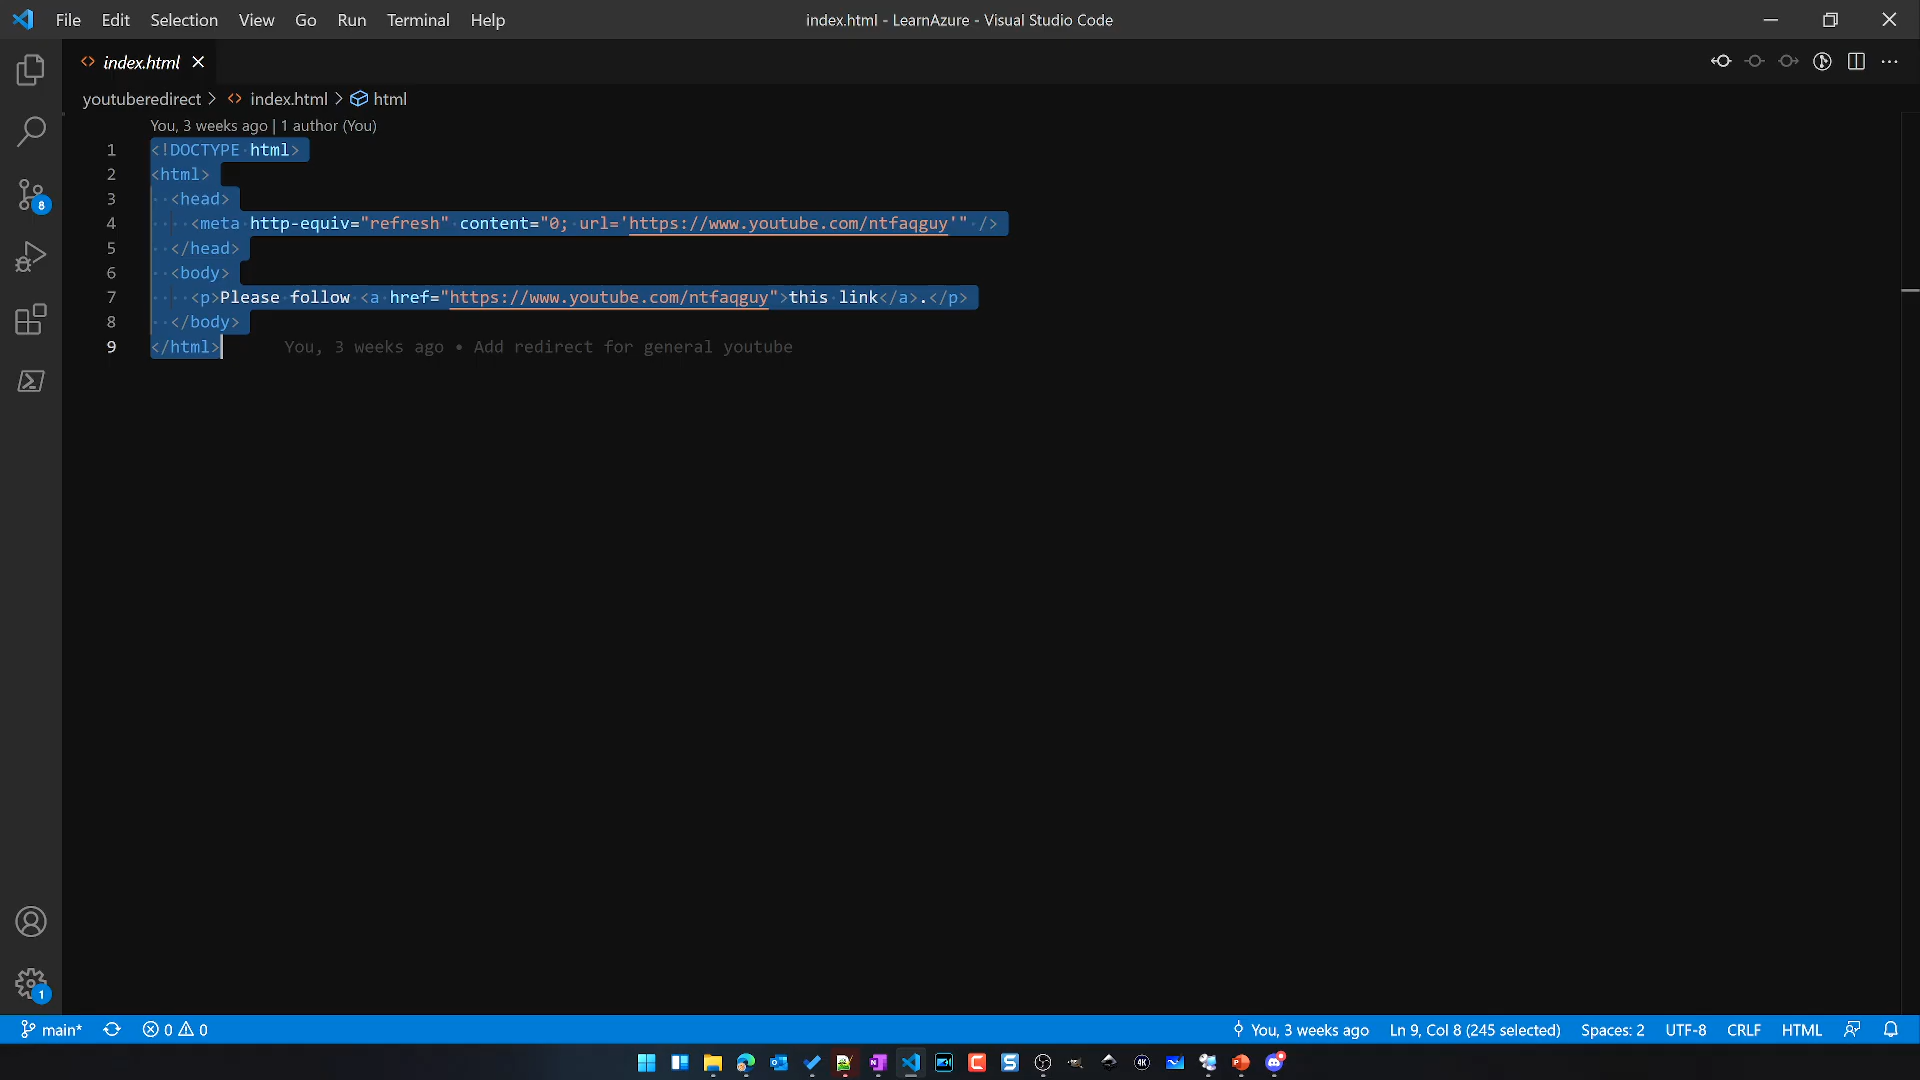 File Edit Selection View Go Run Terminal Help index.html - LearnAzure - Visual Studio Code
index.html
youtuberedirect > index.html > html
You, 3 weeks ago | 1 author (You)
1 <!DOCTYPE html>
2 <html>
3 <head>
4 <meta http-equiv="refresh" content="0; url='https://www.youtube.com/ntfaqguy'" />
5 </head>
6 <body>
7 <p>Please follow <a href="https://www.youtube.com/ntfaqguy">this link</a>.</p>
8 </body>
9 </html> You, 3 weeks ago • Add redirect for general youtube
8
1
main* 0 0 You, 3 weeks ago Ln 9, Col 8 (245 selected) Spaces: 2 UTF-8 CRLF HTML